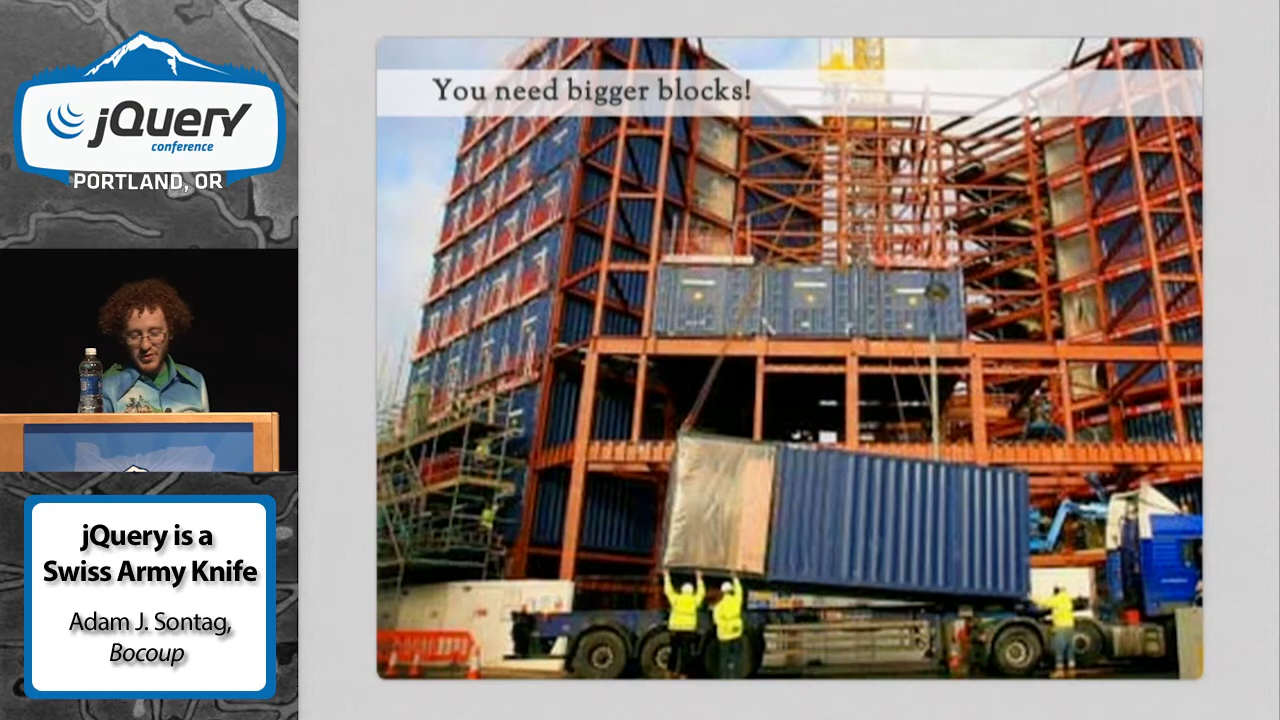 jQuery
conference
PORTLAND, OR
You need bigger blocks!
jQuery is a
Swiss Army Knife
Adam J. Sontag,
Bocoup